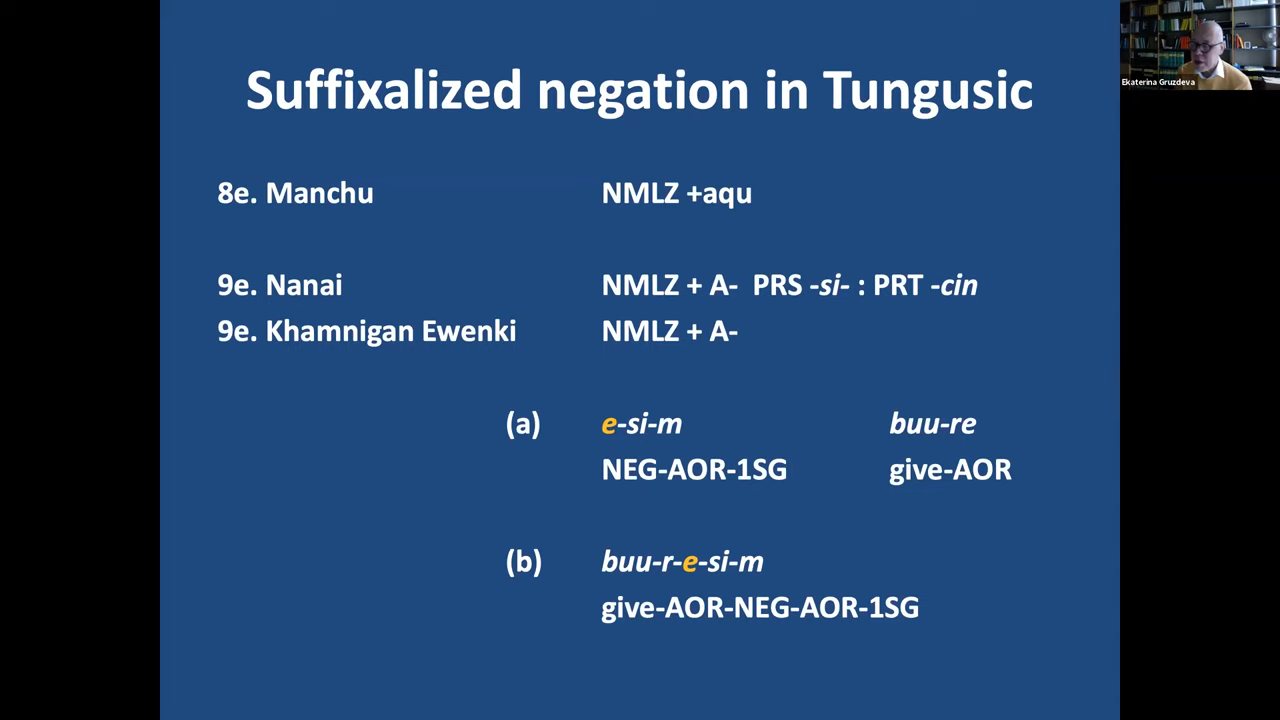 Suffixalized negation in Tungusic
Ekaterina Gruzdeva
8e. Manchu NMLZ +aqu
9e. Nanai NMLZ + A- PRS -si- : PRT -cin
9e. Khamnigan Ewenki NMLZ + A-
(a) e-si-m buu-re
NEG-AOR-1SG give-AOR
(b) buu-r-e-si-m
give-AOR-NEG-AOR-1SG